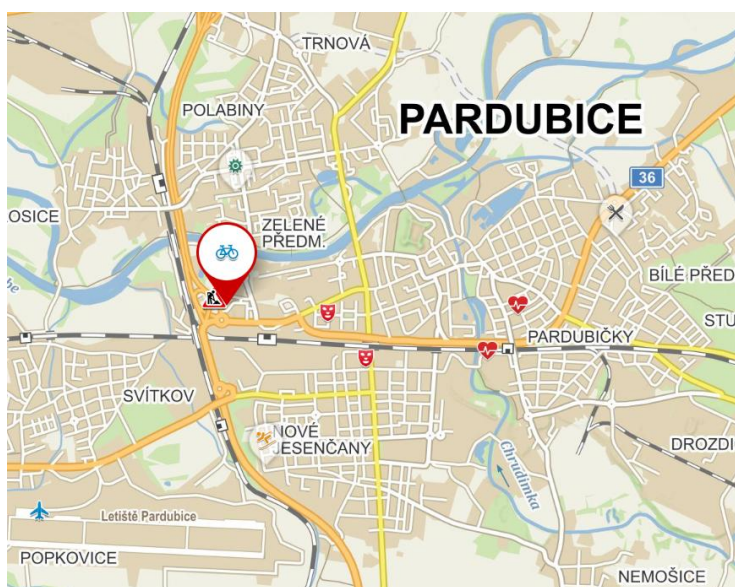 TRNOVÁ
POLABINY
PARDUBICE
36
OSICE
ZELENÉ
PŘEDM.
BÍLÉ PŘED
be
STU
PARDUBIČKY
SVÍTKOV
NOVÉ
JESENČANY
Chrudimka
DROZDI
Letiště Pardubice
POPKOVICE
NEMOŠICE